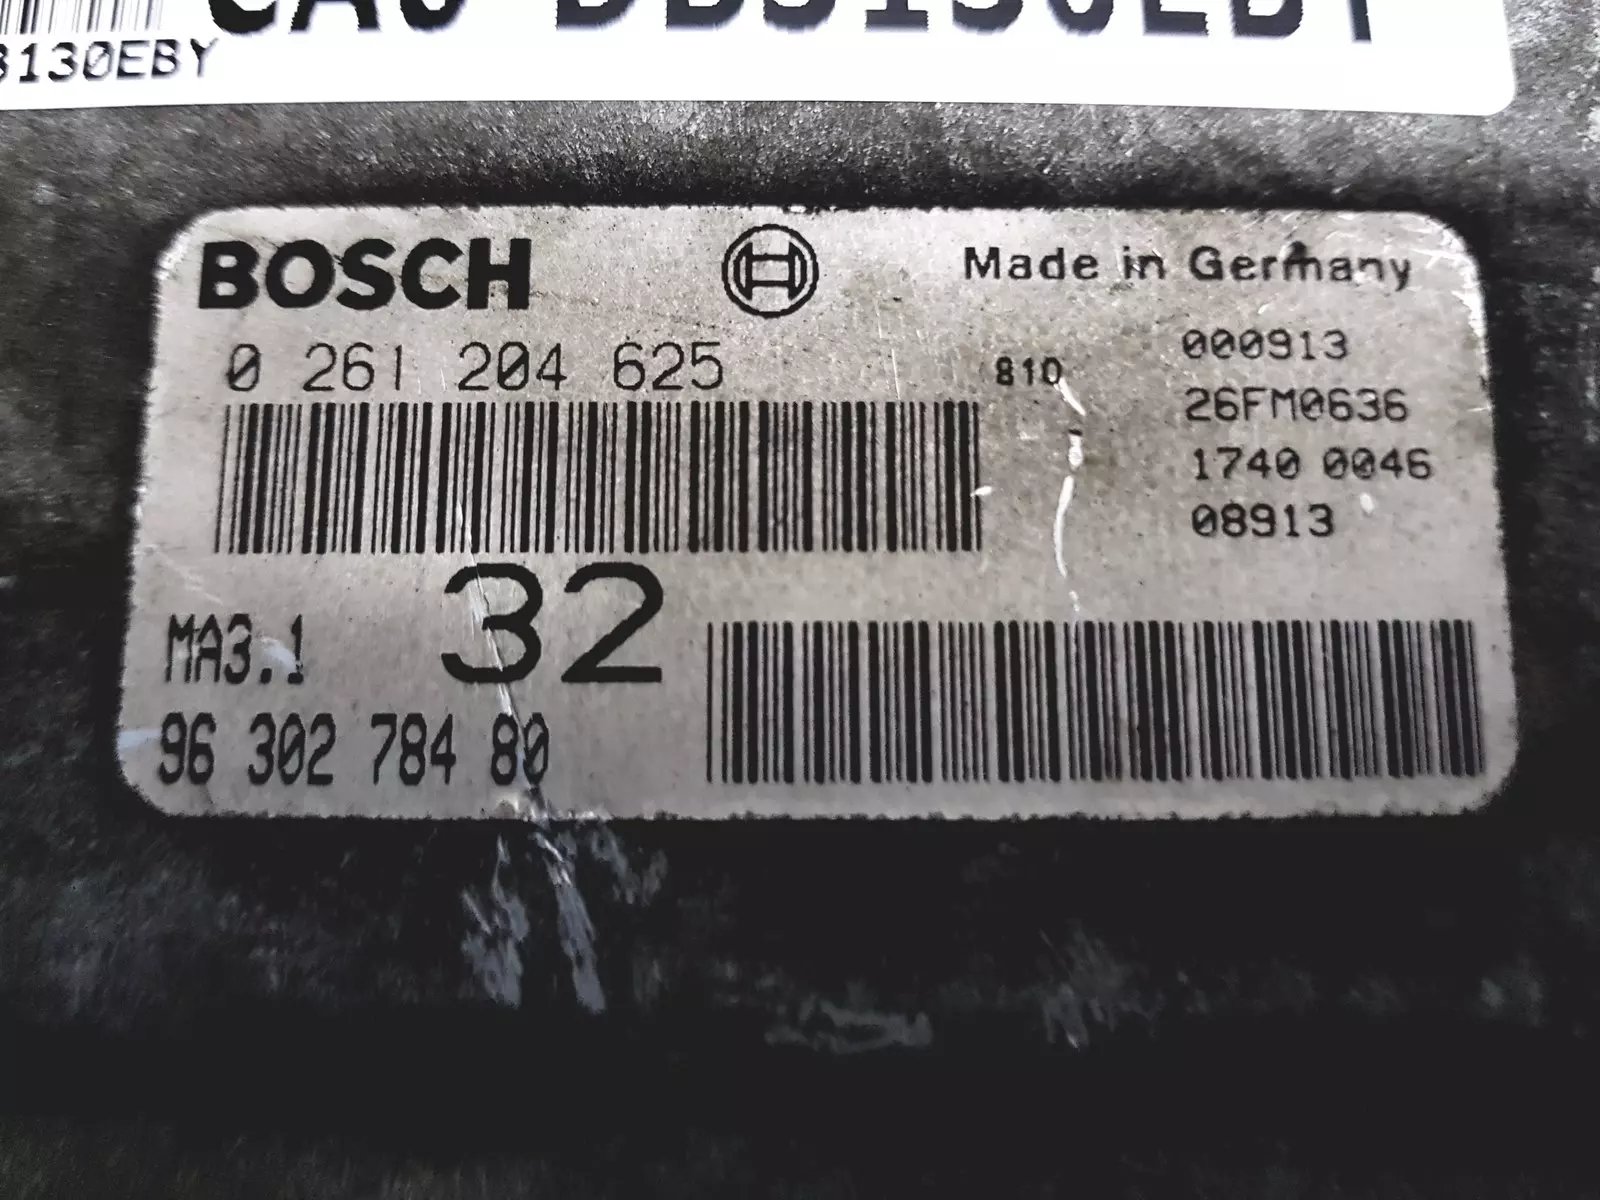 3130EBY
BOSCH
Made in Germany
0 261 204 625
810
000913
26FM0636
1740 0046
08913
MA3.1
32
96 302 784 80